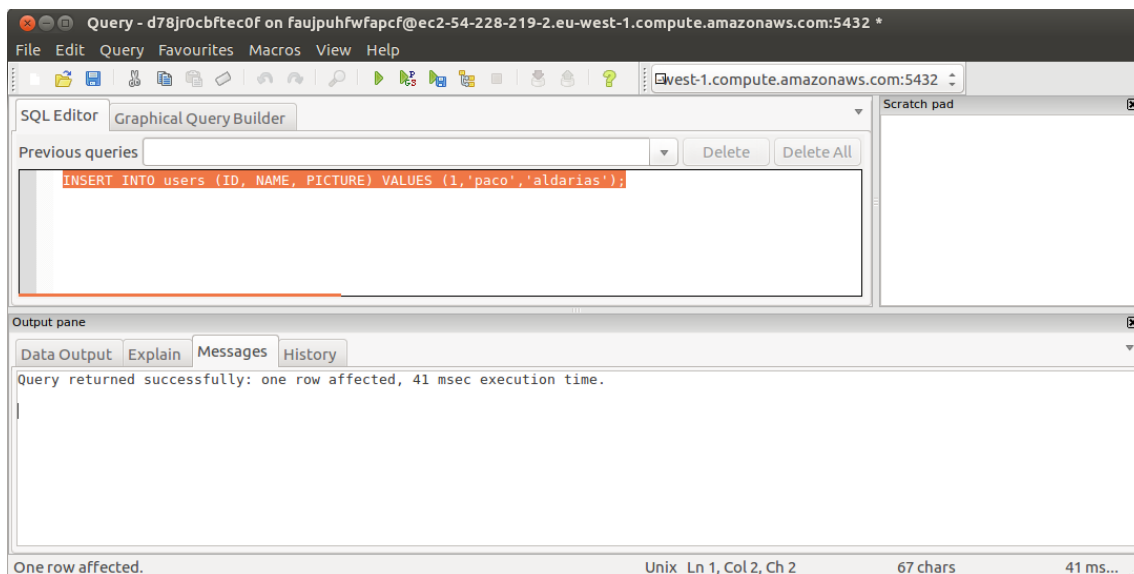 Query - d78jr0cbftec0f on faujpuhfwfapcf@ec2-54-228-219-2.eu-west-1.compute.amazonaws.com:5432 *
File Edit Query Favourites Macros View Help
west-1.compute.amazonaws.com:5432
SQL Editor Graphical Query Builder
Scratch pad
Previous queries Delete Delete All
INSERT INTO users (ID, NAME, PICTURE) VALUES (1,'paco','aldarias');
Output pane
Data Output Explain Messages History
Query returned successfully: one row affected, 41 msec execution time.
One row affected. Unix Ln 1, Col 2, Ch 2 67 chars 41 ms...